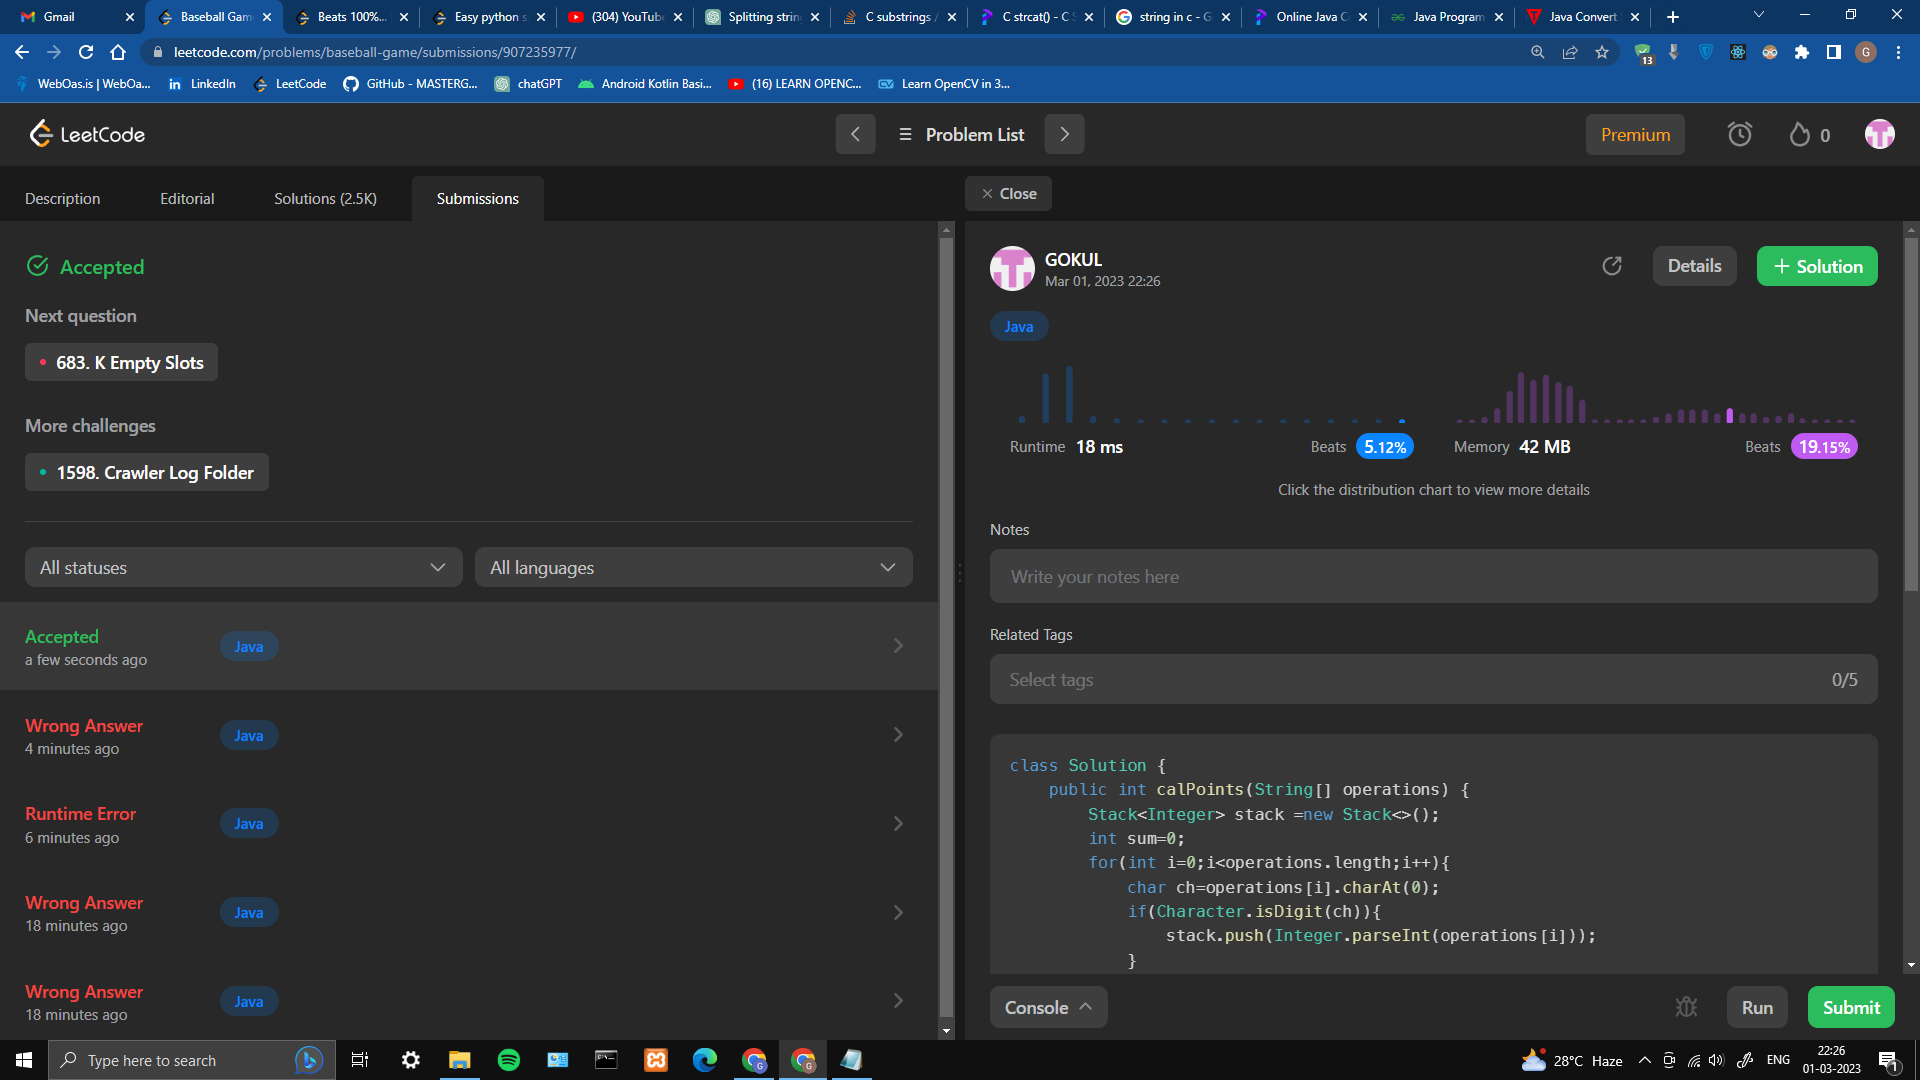 Gmail
Baseball Gam
Beats 100%..
Easy python s
(304) YouTube
Splitting strin
C substrings /
C strcat() - C S
string in c - G
Online Java C
Java Program
Java Convert
leetcode.com/problems/baseball-game/submissions/907235977/
13
G
WebOas.is | WebOa...
LinkedIn
LeetCode
GitHub - MASTERG...
chatGPT
Android Kotlin Basi...
(16) LEARN OPENC...
Learn OpenCV in 3...
LeetCode
Problem List
Premium
0
Description
Editorial
Solutions (2.5K)
Submissions
Close
Accepted
Next question
683. K Empty Slots
More challenges
1598. Crawler Log Folder
All statuses
All languages
Accepted
a few seconds ago
Java
Wrong Answer
4 minutes ago
Java
Runtime Error
6 minutes ago
Java
Wrong Answer
18 minutes ago
Java
Wrong Answer
18 minutes ago
Java
GOKUL
Mar 01, 2023 22:26
Details
+ Solution
Java
Runtime 18 ms
Beats 5.12%
Memory 42 MB
Beats 19.15%
Click the distribution chart to view more details
Notes
Write your notes here
Related Tags
Select tags
0/5
class Solution {
public int calPoints(String[] operations) {
Stack<Integer> stack =new Stack<>();
int sum=0;
for(int i=0;i<operations.length;i++){
char ch=operations[i].charAt(0);
if(Character.isDigit(ch)){
stack.push(Integer.parseInt(operations[i]));
}
Console
Run
Submit
Type here to search
28°C Haze
ENG
22:26
01-03-2023
1